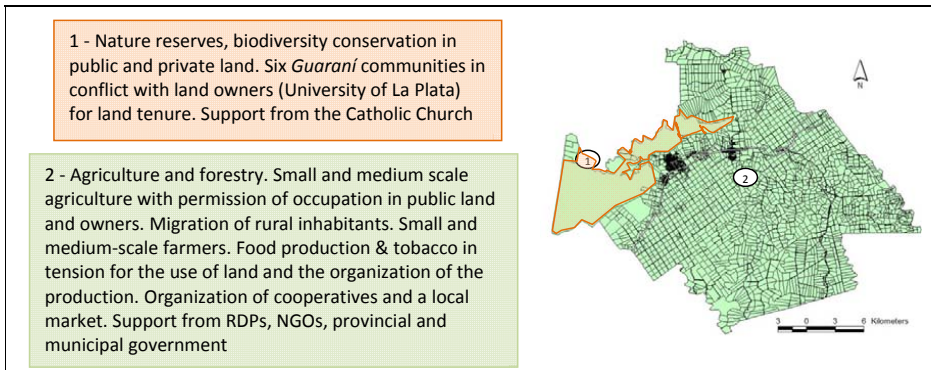 1 - Nature reserves, biodiversity conservation in
public and private land. Six Guaraní communities in
conflict with land owners (University of La Plata)
for land tenure. Support from the Catholic Church
2 - Agriculture and forestry. Small and medium scale
agriculture with permission of occupation in public land
and owners. Migration of rural inhabitants. Small and
medium-scale farmers. Food production & tobacco in
tension for the use of land and the organization of the
production. Organization of cooperatives and a local
market. Support from RDPs, NGOs, provincial and
municipal government
N
1
2
3 0 3 6 Kilometers